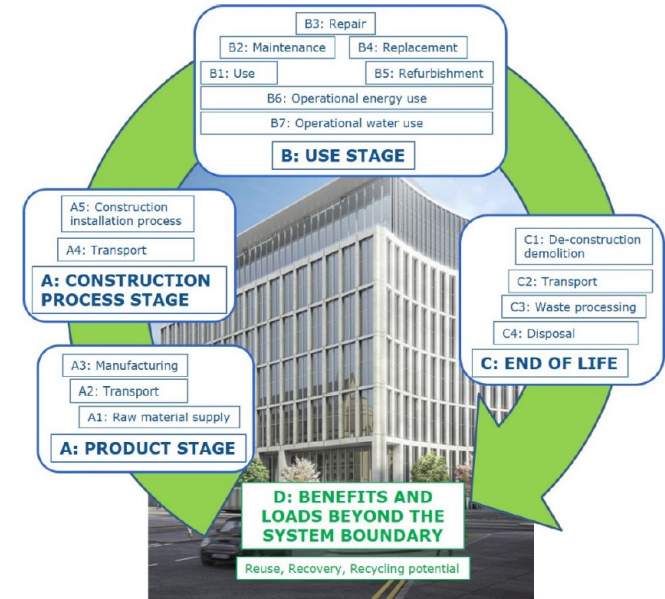 B3: Repair
B2: Maintenance
B4: Replacement
B1: Use
B5: Refurbishment
B6: Operational energy use
B7: Operational water use
B: USE STAGE
A5: Construction
installation process
A4: Transport
A: CONSTRUCTION
PROCESS STAGE
A3: Manufacturing
A2: Transport
A1: Raw material supply
A: PRODUCT STAGE
C1: De-construction
demolition
C2: Transport
C3: Waste processing
C4: Disposal
C: END OF LIFE
D: BENEFITS AND
LOADS BEYOND THE
SYSTEM BOUNDARY
Reuse, Recovery, Recycling potential